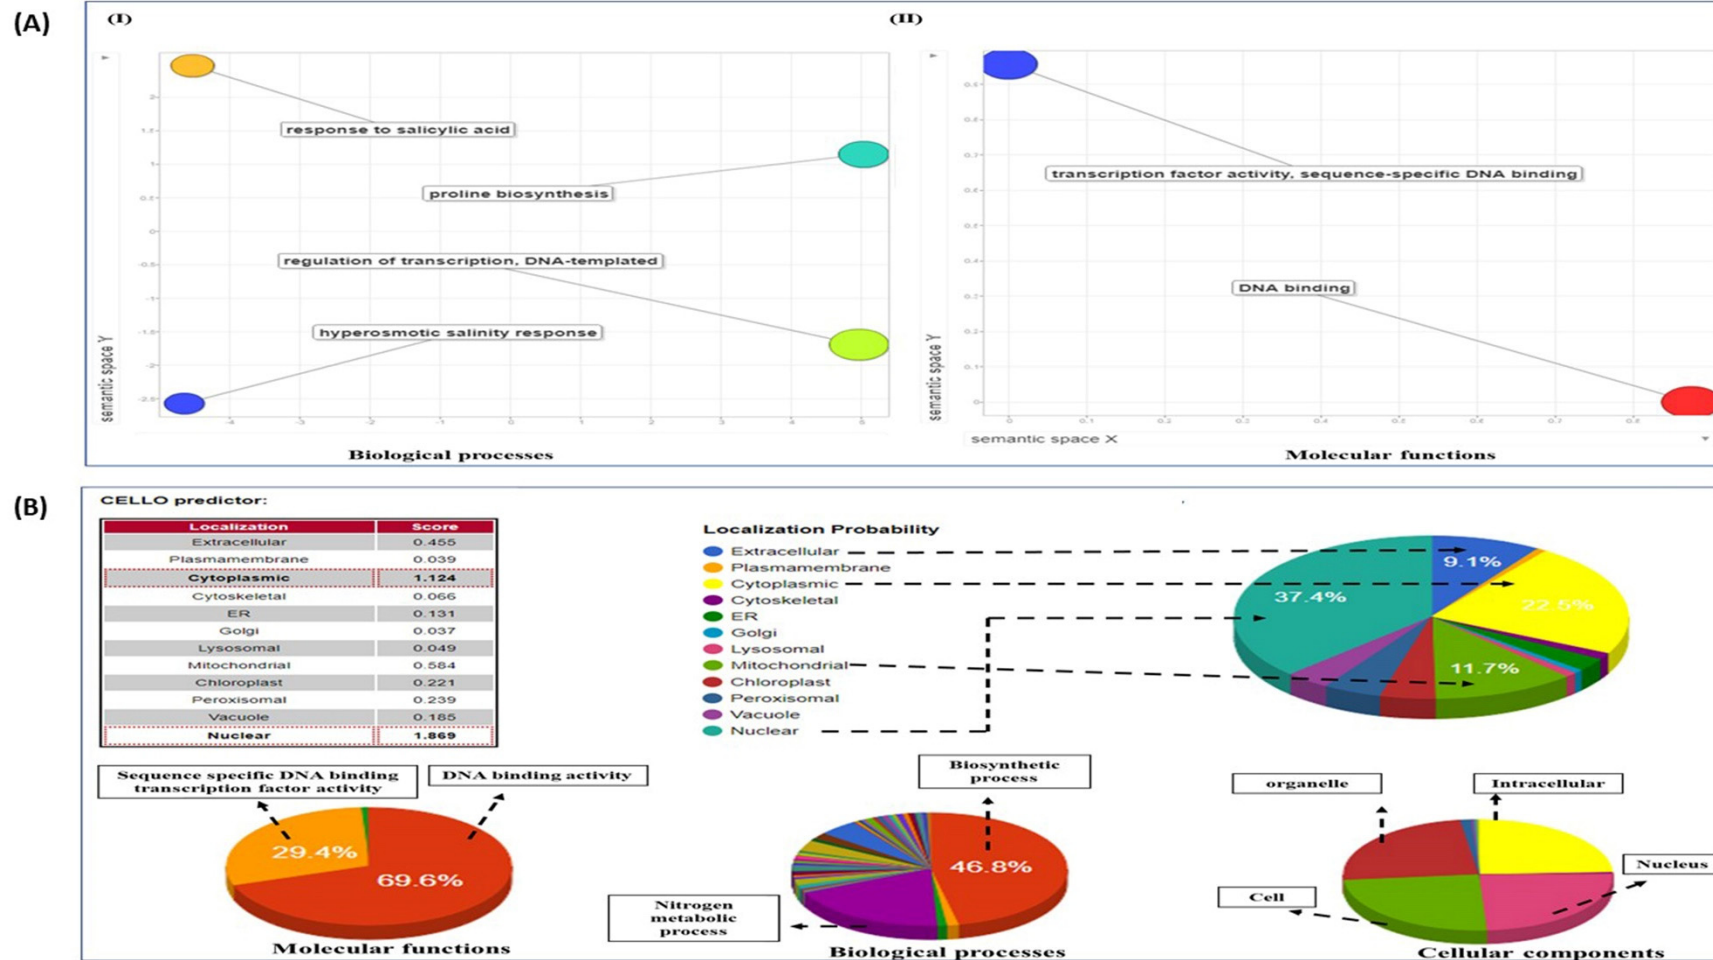 (A)
(I)
(II)
response to salicylic acid
proline biosynthesis
regulation of transcription, DNA-templated
hyperosmotic salinity response
semantic space Y
Biological processes
transcription factor activity, sequence-specific DNA binding
DNA binding
semantic space Y
semantic space X
Molecular functions
(B)
CELLO predictor:
Localization Score
Extracellular 0.455
Plasmamembrane 0.039
Cytoplasmic 1.124
Cytoskeletal 0.066
ER 0.131
Golgi 0.037
Lysosomal 0.049
Mitochondrial 0.584
Chloroplast 0.221
Peroxisomal 0.239
Vacuole 0.185
Nuclear 1.869
Localization Probability
Extracellular
Plasmamembrane
Cytoplasmic
Cytoskeletal
ER
Golgi
Lysosomal
Mitochondrial
Chloroplast
Peroxisomal
Vacuole
Nuclear
9.1%
37.4%
22.5%
11.7%
Sequence specific DNA binding
transcription factor activity
DNA binding activity
29.4%
69.6%
Molecular functions
Biosynthetic
process
46.8%
Nitrogen
metabolic
process
Biological processes
organelle
Intracellular
Nucleus
Cell
Cellular components